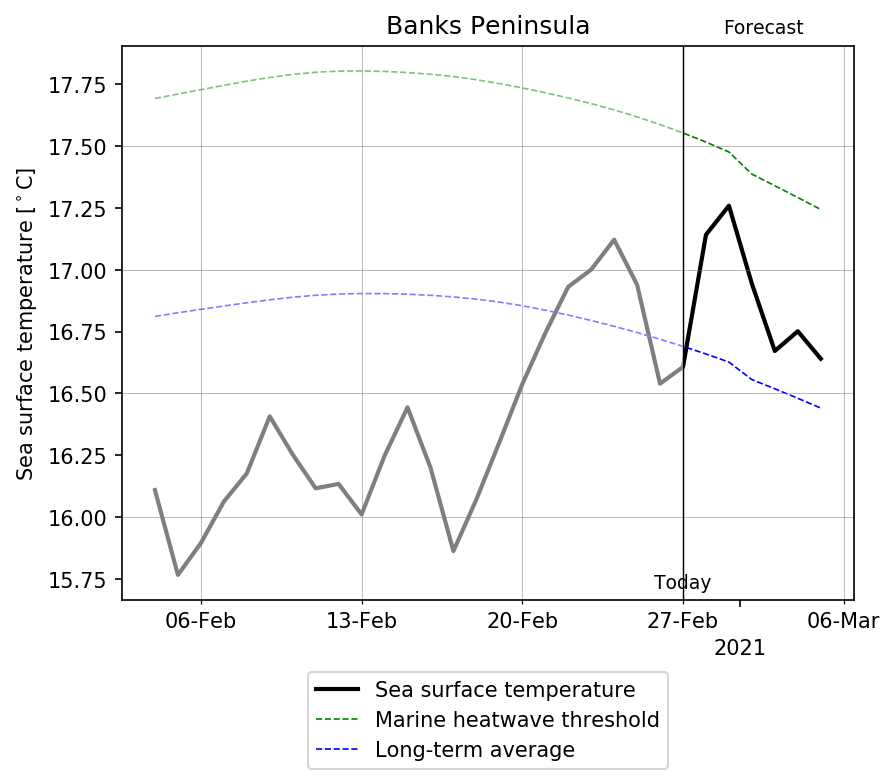 Banks Peninsula
Forecast
Sea surface temperature [°C]
17.75
17.50
17.25
17.00
16.75
16.50
16.25
16.00
15.75
Today
06-Feb 13-Feb 20-Feb 27-Feb 06-Mar
2021
Sea surface temperature
Marine heatwave threshold
Long-term average